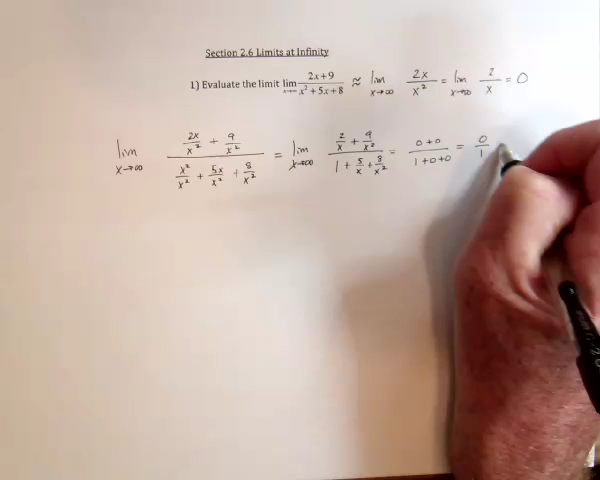 Section 2.6 Limits at Infinity
1) Evaluate the limit lim x→∞ (2x+9)/(x²+5x+8) ≈ lim x→∞ 2x/x² = lim x→∞ 2/x = 0
lim x→∞ (2x/x² + 9/x²)/(x²/x² + 5x/x² + 8/x²) = lim x→∞ (2/x + 9/x²)/(1 + 5/x + 8/x²) = (0+0)/(1+0+0) = 0/1